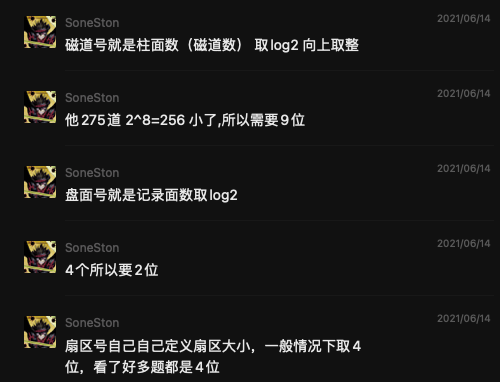 SoneSton 2021/06/14
磁道号就是柱面数（磁道数） 取log2 向上取整
SoneSton 2021/06/14
他275道 2^8=256 小了,所以需要9位
SoneSton 2021/06/14
盘面号就是记录面数取log2
SoneSton 2021/06/14
4个所以要2位
SoneSton 2021/06/14
扇区号自己自己定义扇区大小，一般情况下取4
位，看了好多题都是4位